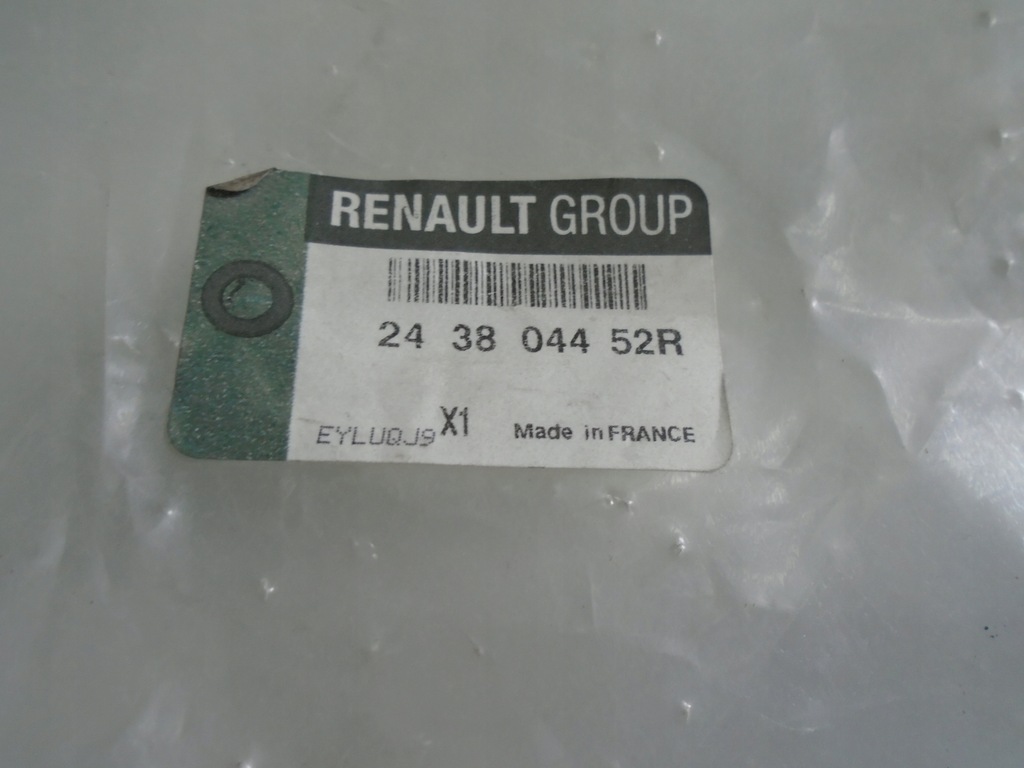 RENAULT GROUP
24 38 044 52R
EYLUQJ9 X1 Made in FRANCE